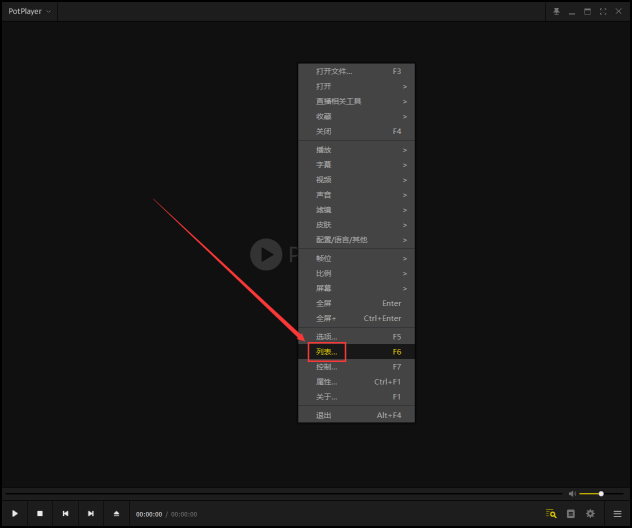 PotPlayer
打开文件... F3
打开 >
直播相关工具 >
收藏 >
关闭 F4
播放 >
字幕 >
视频 >
声音 >
滤镜 >
皮肤 >
配置/语言/其他 >
帧位 >
比例 >
屏幕 >
全屏 Enter
全屏+ Ctrl+Enter
选项... F5
列表... F6
控制... F7
属性... Ctrl+F1
关于... F1
退出 Alt+F4
P
00:00:00 / 00:00:00